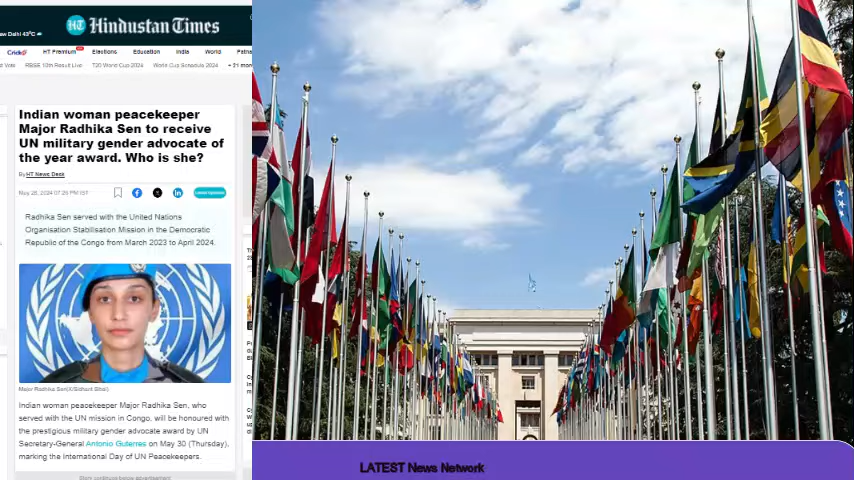 New Delhi 43°C
HT Hindustan Times
HT Premium Elections Education India World
T20 World Cup 2024 World Cup Schedule 2024
Indian woman peacekeeper
Major Radhika Sen to receive
UN military gender advocate of
the year award. Who is she?
By HT News Desk
May 28, 2024 07:25 PM IST
Radhika Sen served with the United Nations
Organisation Stabilisation Mission in the Democratic
Republic of the Congo from March 2023 to April 2024.
Major Radhika Sen(X/Sidhant Sibal)
Indian woman peacekeeper Major Radhika Sen, who
served with the UN mission in Congo, will be honoured with
the prestigious military gender advocate award by UN
Secretary-General Antonio Guterres on May 30 (Thursday),
marking the International Day of UN Peacekeepers.
LATEST News Network